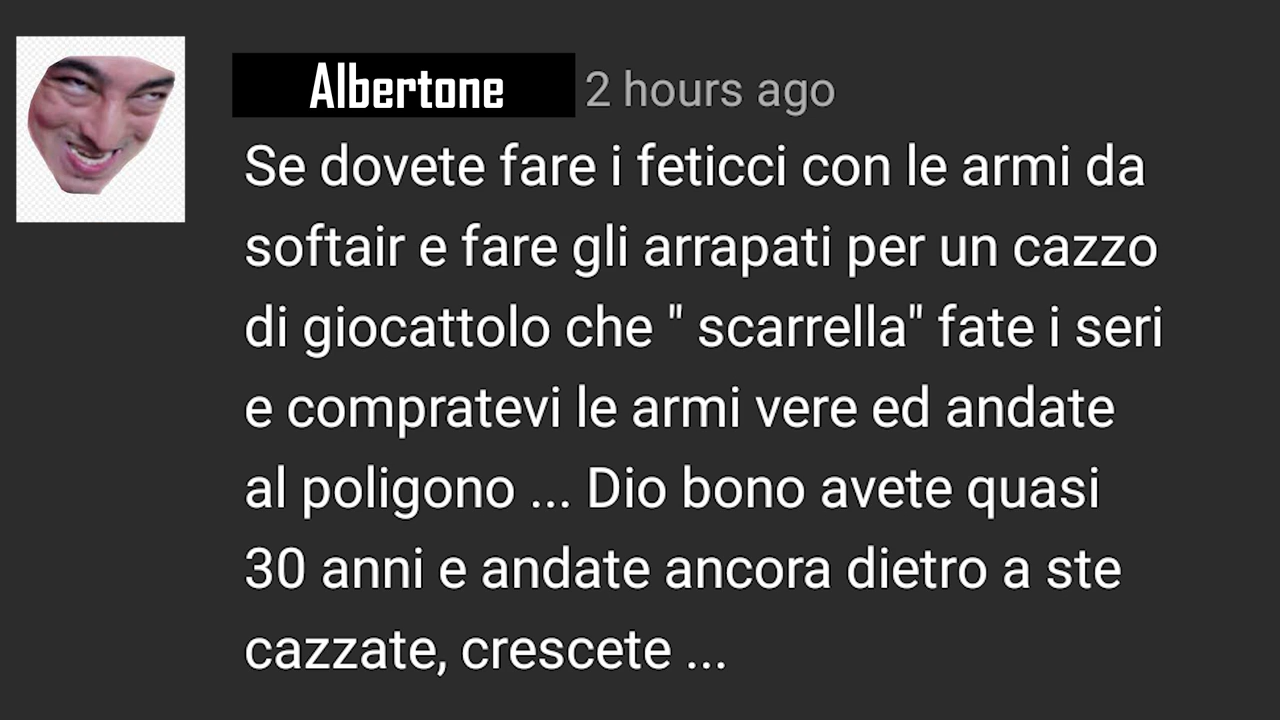 Albertone 2 hours ago
Se dovete fare i feticci con le armi da
softair e fare gli arrapati per un cazzo
di giocattolo che " scarrella" fate i seri
e compratevi le armi vere ed andate
al poligono ... Dio bono avete quasi
30 anni e andate ancora dietro a ste
cazzate, crescete ...